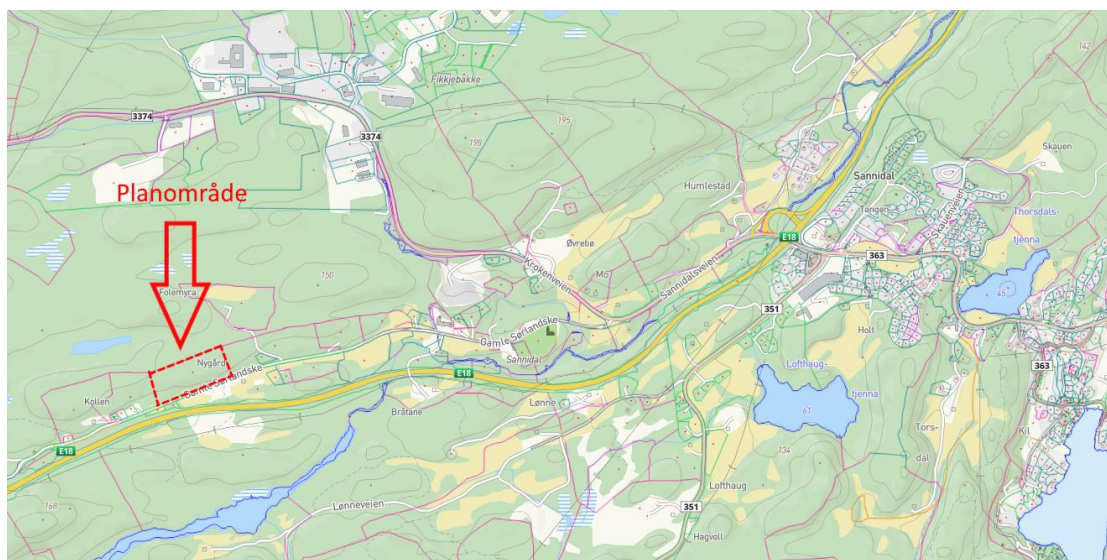 Fikkjebakke
142
3374
3374
195
198
Skauen
Sannidal
Planområde
Humlestad
Tangen
Skauenveien
Thorsdals-
tjenna
Øvrebø
E18
363
Krokenveien
Mo
Sannidalsveien
150
45
Folemyra
351
Holt
Gamle Sørlandske
Sannidal
363
Nygård
Lofthaug-
tjenna
Gamle Sørlandske
E18
Kollen
61
Bråtane
Lønne
Kil
Tors-
dal
E18
134
Lofthaug
168
Lønneveien
351
Hagvoll